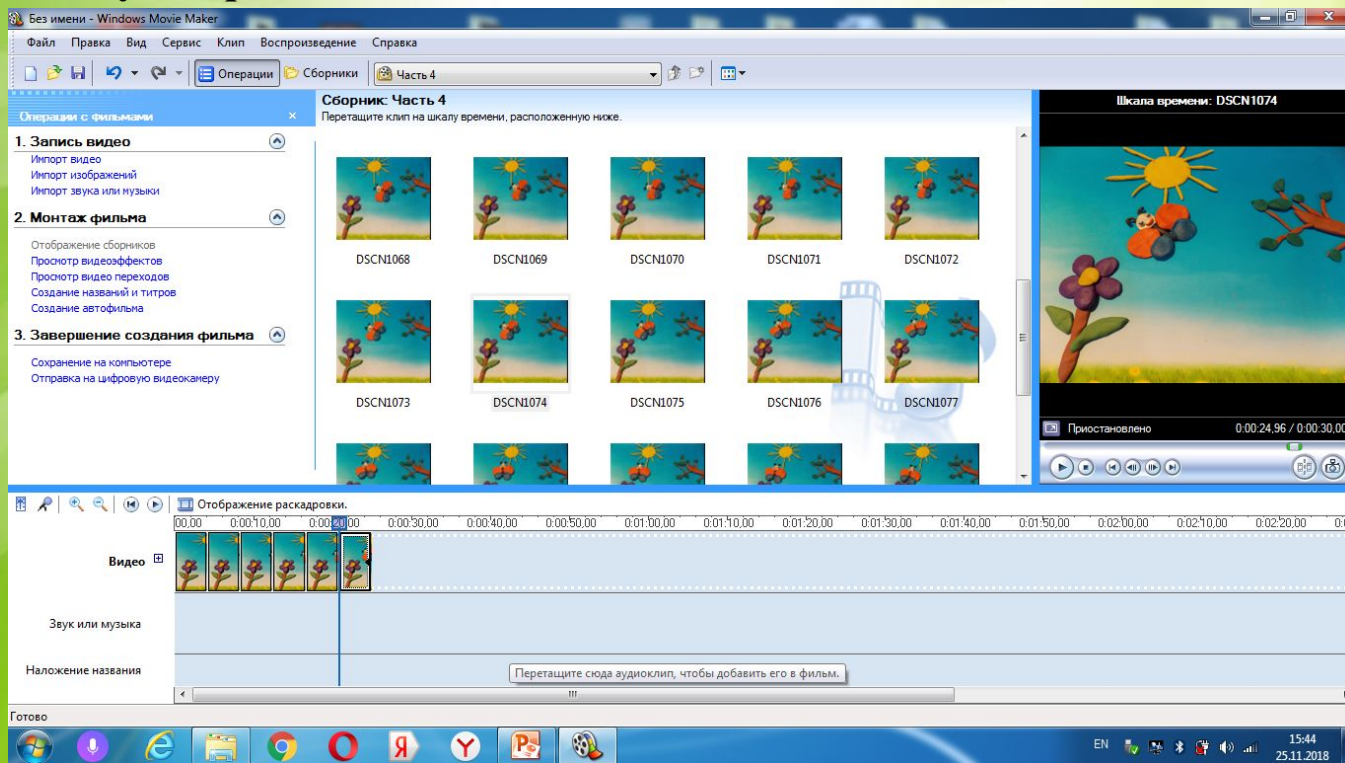 Без имени - Windows Movie Maker
Файл Правка Вид Сервис Клип Воспроизведение Справка
Операции Сборники Часть 4
Операции с фильмами
1. Запись видео
Импорт видео
Импорт изображений
Импорт звука или музыки
2. Монтаж фильма
Отображение сборников
Просмотр видеоэффектов
Просмотр видео переходов
Создание названий и титров
Создание автофильма
3. Завершение создания фильма
Сохранение на компьютере
Отправка на цифровую видеокамеру
Сборник: Часть 4
Перетащите клип на шкалу времени, расположенную ниже.
DSCN1068 DSCN1069 DSCN1070 DSCN1071 DSCN1072
DSCN1073 DSCN1074 DSCN1075 DSCN1076 DSCN1077
Шкала времени: DSCN1074
Приостановлено 0:00:24,96 / 0:00:30,00
Отображение раскадровки.
00,00 0:00:10,00 0:00:20,00 0:00:30,00 0:00:40,00 0:00:50,00 0:01:00,00 0:01:10,00 0:01:20,00 0:01:30,00 0:01:40,00 0:01:50,00 0:02:00,00 0:02:10,00 0:02:20,00
Видео
Звук или музыка
Наложение названия
Перетащите сюда аудиоклип, чтобы добавить его в фильм.
Готово
EN 15:44
25.11.2018